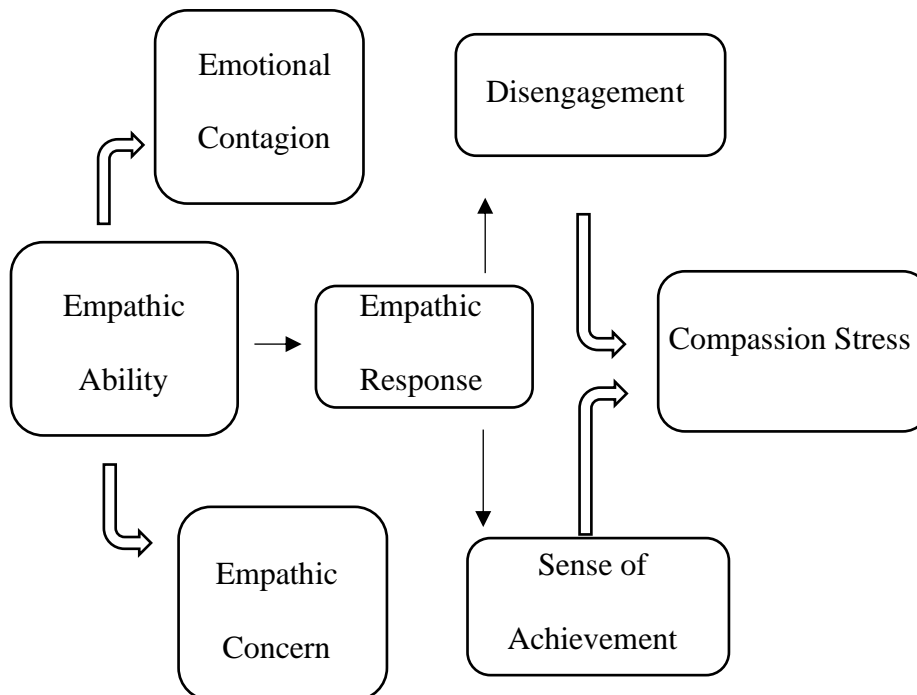 Emotional
Contagion
Disengagement
Empathic
Ability
Empathic
Response
Compassion Stress
Empathic
Concern
Sense of
Achievement